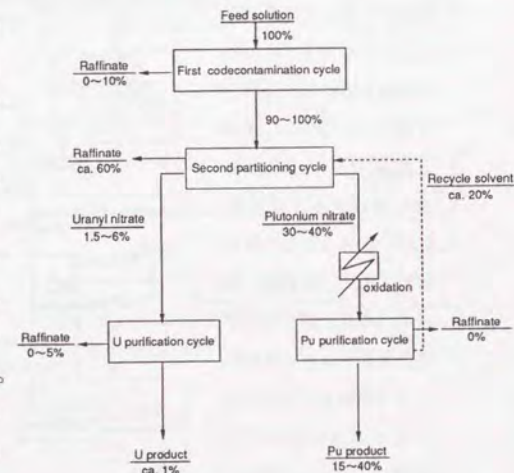 Feed solution
100%
Raffinate
0~10%
First codecontamination cycle
90~100%
Raffinate
ca. 60%
Second partitioning cycle
Recycle solvent
ca. 20%
Uranyl nitrate
1.5~6%
Plutonium nitrate
30~40%
oxidation
Raffinate
0~5%
U purification cycle
Pu purification cycle
Raffinate
0%
U product
ca. 1%
Pu product
15~40%